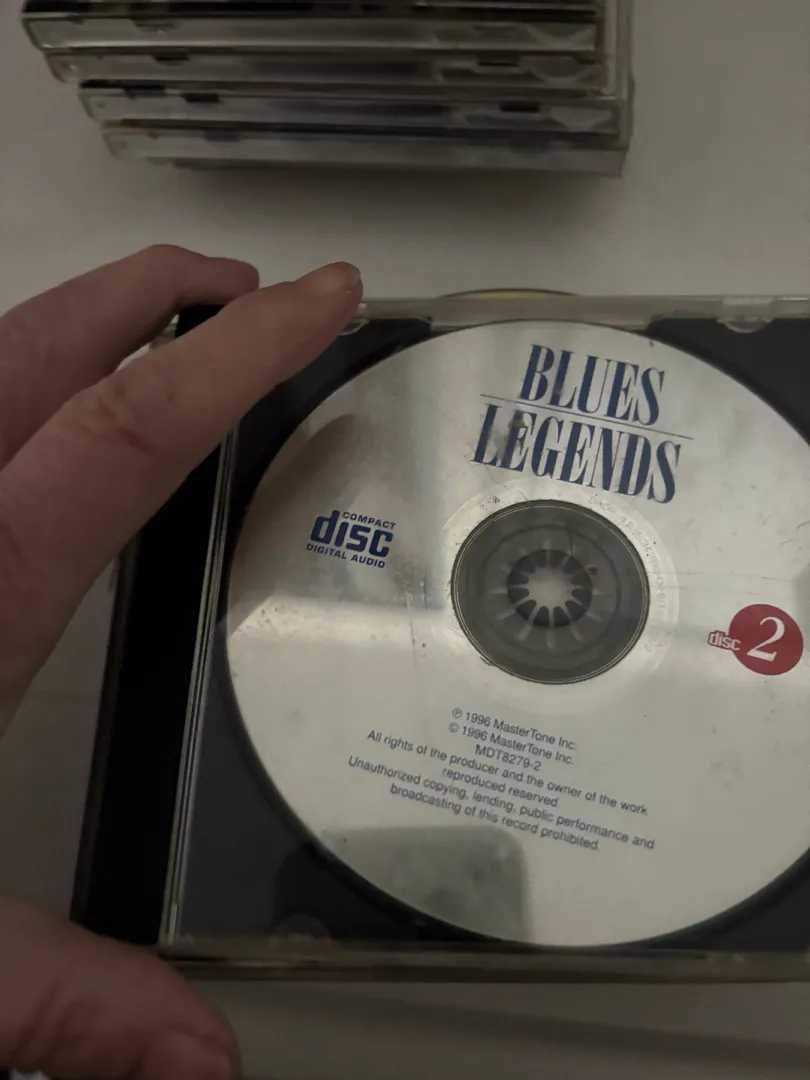 BLUES
LEGENDS
COMPACT
disc
DIGITAL AUDIO
disc 2
℗ 1996 MasterTone Inc.
© 1996 MasterTone Inc.
MDT8279-2
All rights of the producer and the owner of the work
reproduced reserved.
Unauthorized copying, lending, public performance and
broadcasting of this record prohibited.